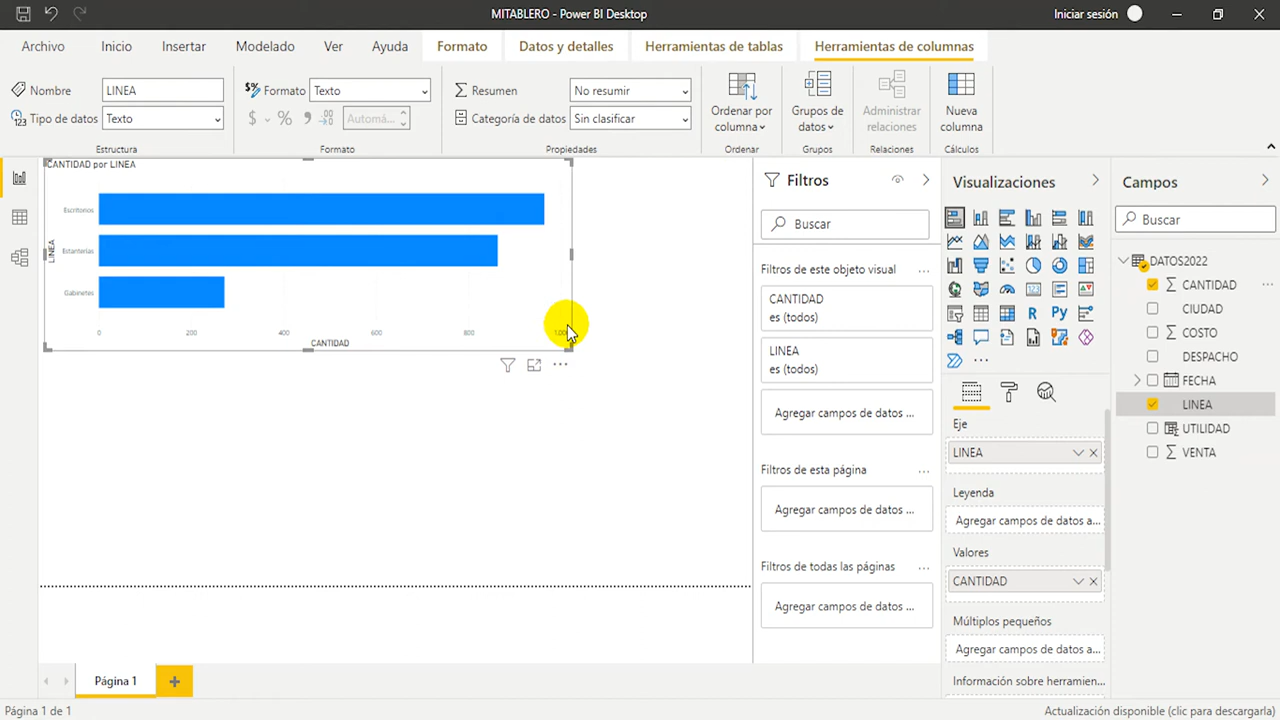 MITABLERO - Power BI Desktop
Iniciar sesión
Archivo
Inicio
Insertar
Modelado
Ver
Ayuda
Formato
Datos y detalles
Herramientas de tablas
Herramientas de columnas
Nombre
LINEA
Tipo de datos
Texto
Estructura
Formato
Texto
$
%
Automá...
Formato
Resumen
No resumir
Categoría de datos
Sin clasificar
Propiedades
Ordenar por
columna
Ordenar
Grupos de
datos
Grupos
Administrar
relaciones
Relaciones
Nueva
columna
Cálculos
CANTIDAD por LINEA
LINEA
Escritorios
Estanterías
Gabinetes
0
200
400
600
800
CANTIDAD
Filtros
Buscar
Filtros de este objeto visual
CANTIDAD
es (todos)
LINEA
es (todos)
Agregar campos de datos ...
Filtros de esta página
Agregar campos de datos ...
Filtros de todas las páginas
Agregar campos de datos ...
Visualizaciones
Eje
LINEA
Leyenda
Agregar campos de datos a...
Valores
CANTIDAD
Múltiplos pequeños
Agregar campos de datos a...
Información sobre herramien...
Campos
Buscar
DATOS2022
CANTIDAD
CIUDAD
COSTO
DESPACHO
FECHA
LINEA
UTILIDAD
VENTA
Página 1
Página 1 de 1
Actualización disponible (clic para descargarla)